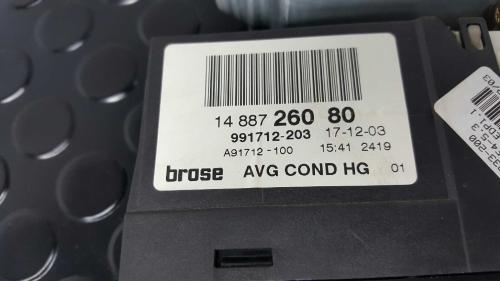 14 887 260 80
991712-203 17-12-03
A91712-100 15:41 2419
brose AVG COND HG 01